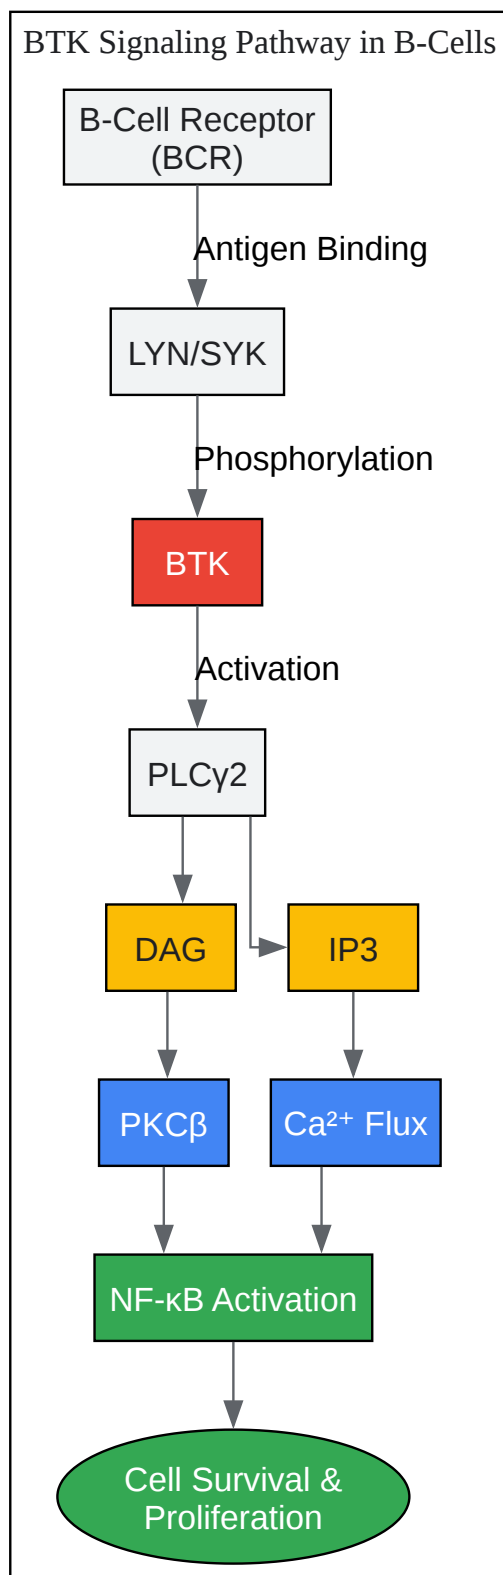 BTK Signaling Pathway in B-Cells
B-Cell Receptor
(BCR)
Antigen Binding
LYN/SYK
Phosphorylation
BTK
Activation
PLCγ2
DAG
IP3
PKCβ
Ca²⁺ Flux
NF-κB Activation
Cell Survival &
Proliferation